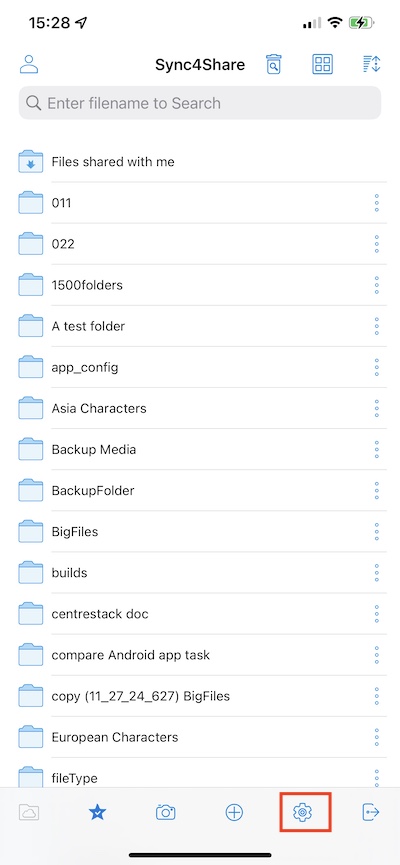 15:28
Sync4Share
Enter filename to Search
Files shared with me
011
022
1500folders
A test folder
app_config
Asia Characters
Backup Media
BackupFolder
BigFiles
builds
centrestack doc
compare Android app task
copy (11_27_24_627) BigFiles
European Characters
fileType